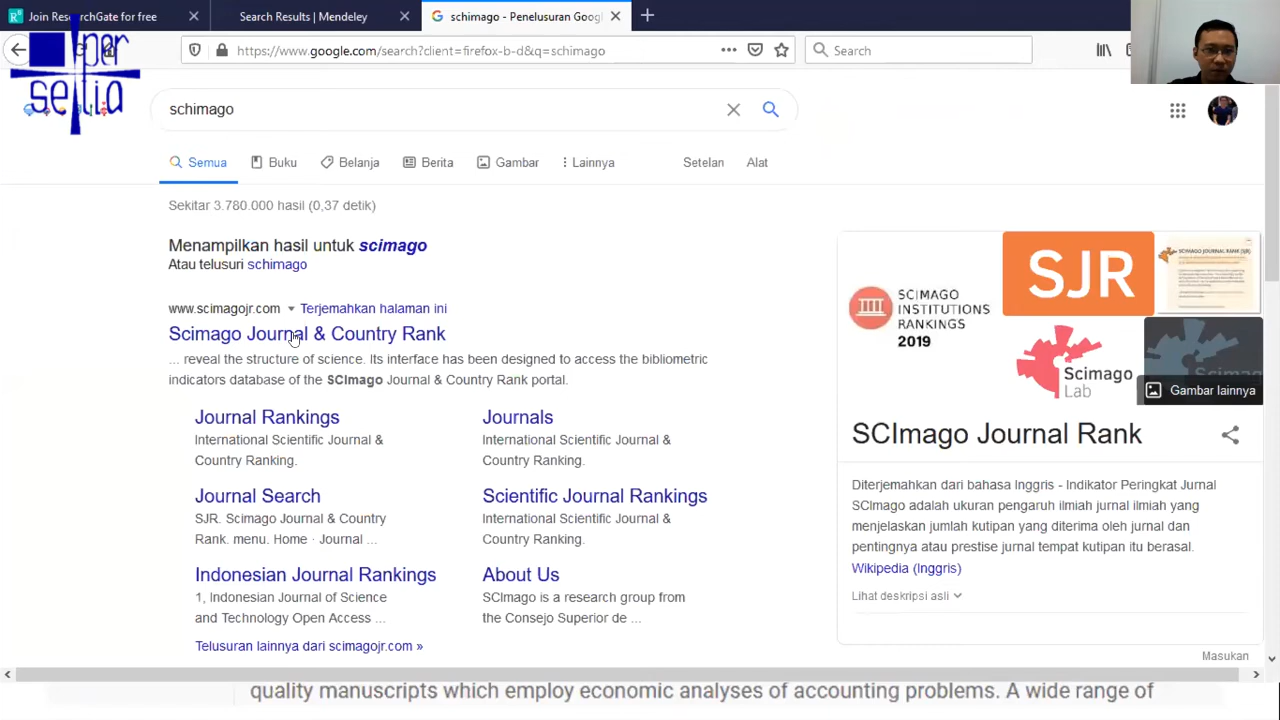 Join ResearchGate for free
Search Results | Mendeley
schimago - Penelusuran Goog
https://www.google.com/search?client=firefox-b-d&q=schimago
Search
per
setia
schimago
Semua
Buku
Belanja
Berita
Gambar
Lainnya
Setelan
Alat
Sekitar 3.780.000 hasil (0,37 detik)
Menampilkan hasil untuk scimago
Atau telusuri schimago
www.scimagojr.com
Terjemahkan halaman ini
Scimago Journal & Country Rank
... reveal the structure of science. Its interface has been designed to access the bibliometric
indicators database of the SCImago Journal & Country Rank portal.
Journal Rankings
International Scientific Journal &
Country Ranking.
Journals
International Scientific Journal &
Country Ranking.
Journal Search
SJR. Scimago Journal & Country
Rank. menu. Home · Journal ...
Scientific Journal Rankings
International Scientific Journal &
Country Ranking.
Indonesian Journal Rankings
1, Indonesian Journal of Science
and Technology Open Access ...
About Us
SCImago is a research group from
the Consejo Superior de ...
Telusuran lainnya dari scimagojr.com »
SCIMAGO
INSTITUTIONS
RANKINGS
2019
SJR
SCIMAGO JOURNAL RANK (SJR)
Scimago
Lab
Gambar lainnya
SCImago Journal Rank
Diterjemahkan dari bahasa Inggris - Indikator Peringkat Jurnal
SCImago adalah ukuran pengaruh ilmiah jurnal ilmiah yang
menjelaskan jumlah kutipan yang diterima oleh jurnal dan
pentingnya atau prestise jurnal tempat kutipan itu berasal.
Wikipedia (Inggris)
Lihat deskripsi asli
Masukan
quality manuscripts which employ economic analyses of accounting problems. A wide range of